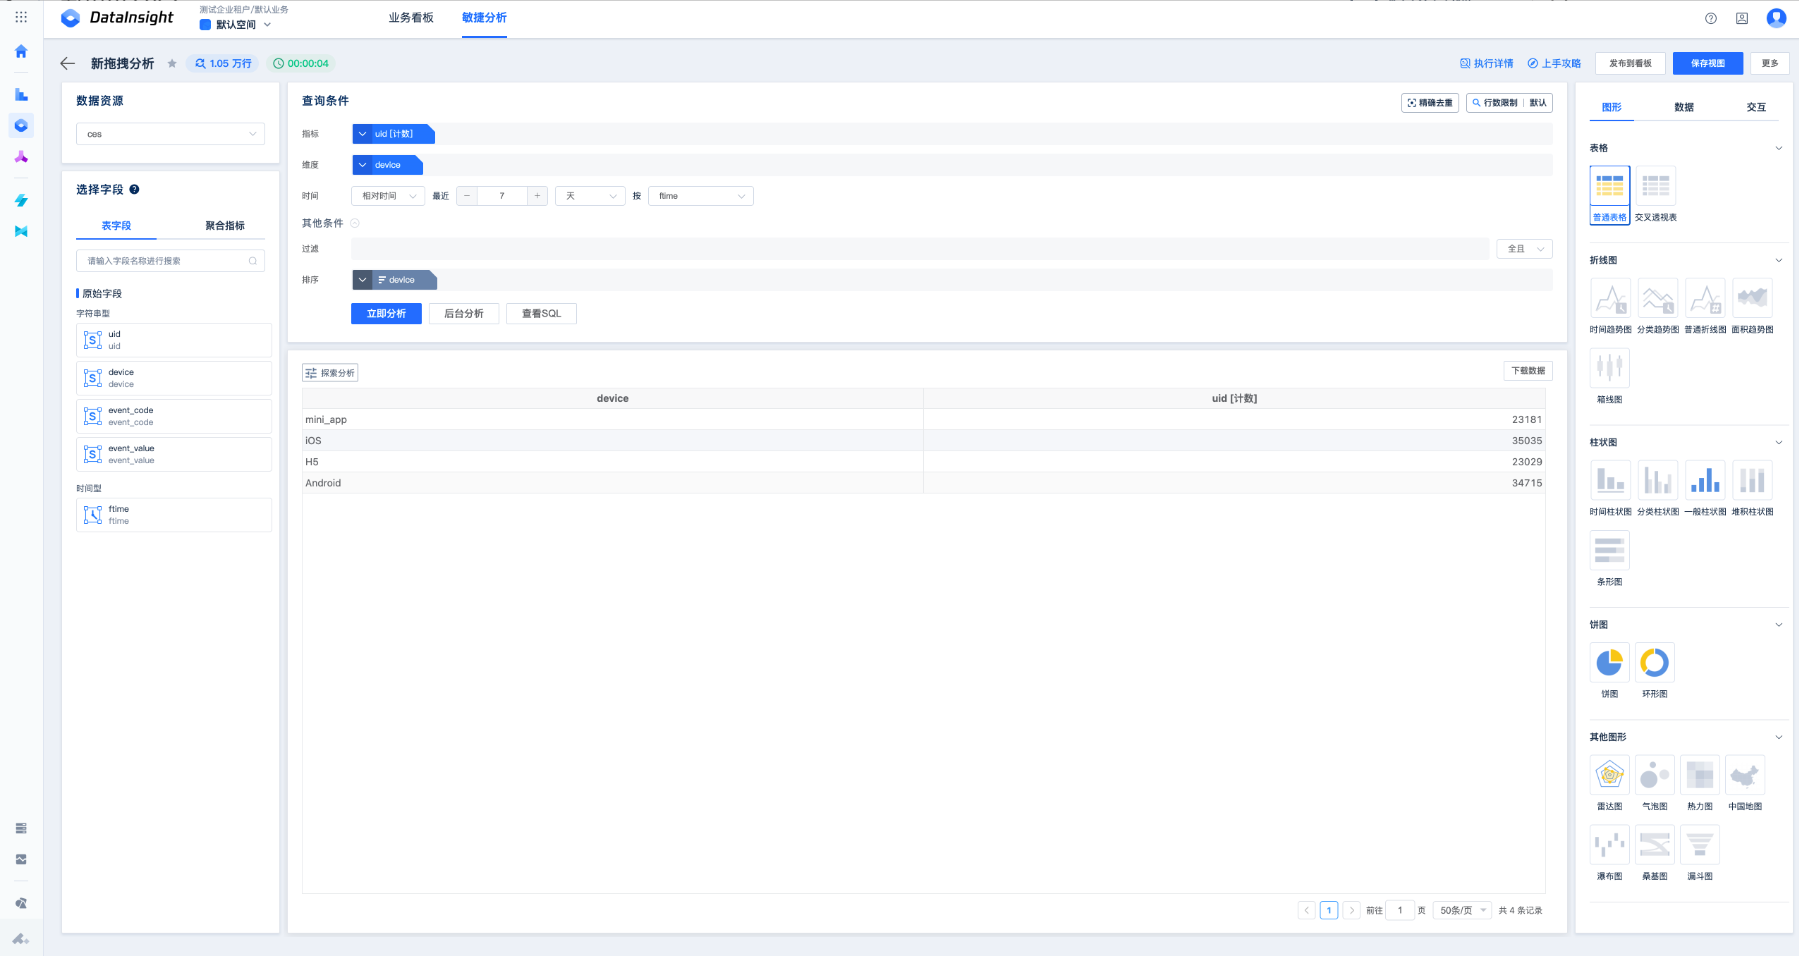 DataInsight
测试企业租户/默认业务
默认空间
业务看板
敏捷分析
新拖拽分析
1.05 万行
00:00:04
执行详情
上手攻略
发布到看板
保存视图
更多
数据资源
ces
选择字段
表字段
聚合指标
请输入字段名称进行搜索
原始字段
字符串型
uid
uid
device
device
event_code
event_code
event_value
event_value
时间型
ftime
ftime
查询条件
精确去重
行数限制 | 默认
指标
uid [计数]
维度
device
时间
相对时间
最近
− 7 +
天
按
ftime
其他条件
过滤
全且
排序
device
立即分析
后台分析
查看SQL
探索分析
下载数据
device uid [计数]
mini_app 23181
iOS 35035
H5 23029
Android 34715
1
前往 1 页
50条/页
共 4 条记录
图形
数据
交互
表格
普通表格 交叉透视表
折线图
时间趋势图 分类趋势图 普通折线图 面积趋势图
箱线图
柱状图
时间柱状图 分类柱状图 一般柱状图 堆积柱状图
条形图
饼图
饼图 环形图
其他图形
雷达图 气泡图 热力图 中国地图
瀑布图 桑基图 漏斗图